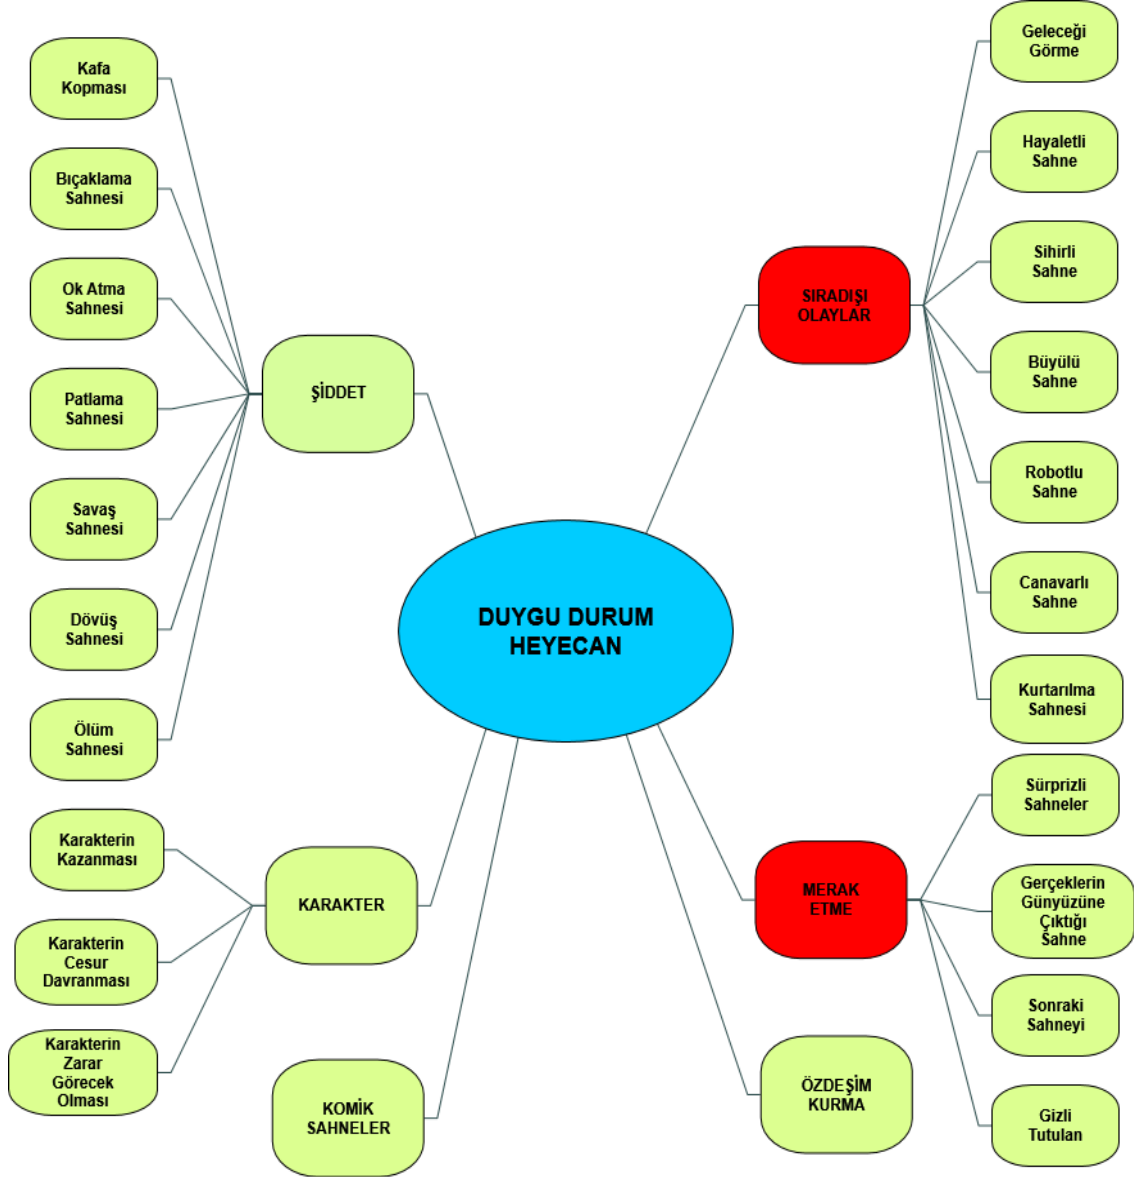 Kafa
Kopması
Bıçaklama
Sahnesi
Ok Atma
Sahnesi
Patlama
Sahnesi
Savaş
Sahnesi
Dövüş
Sahnesi
Ölüm
Sahnesi
ŞİDDET
Karakterin
Kazanması
Karakterin
Cesur
Davranması
Karakterin
Zarar
Görecek
Olması
KARAKTER
KOMİK
SAHNELER
DUYGU DURUM
HEYECAN
SIRADIŞI
OLAYLAR
Geleceği
Görme
Hayaletli
Sahne
Sihirli
Sahne
Büyülü
Sahne
Robotlu
Sahne
Canavarlı
Sahne
Kurtarılma
Sahnesi
MERAK
ETME
Sürprizli
Sahneler
Gerçeklerin
Günyüzüne
Çıktığı
Sahne
Sonraki
Sahneyi
Gizli
Tutulan
ÖZDEŞİM
KURMA